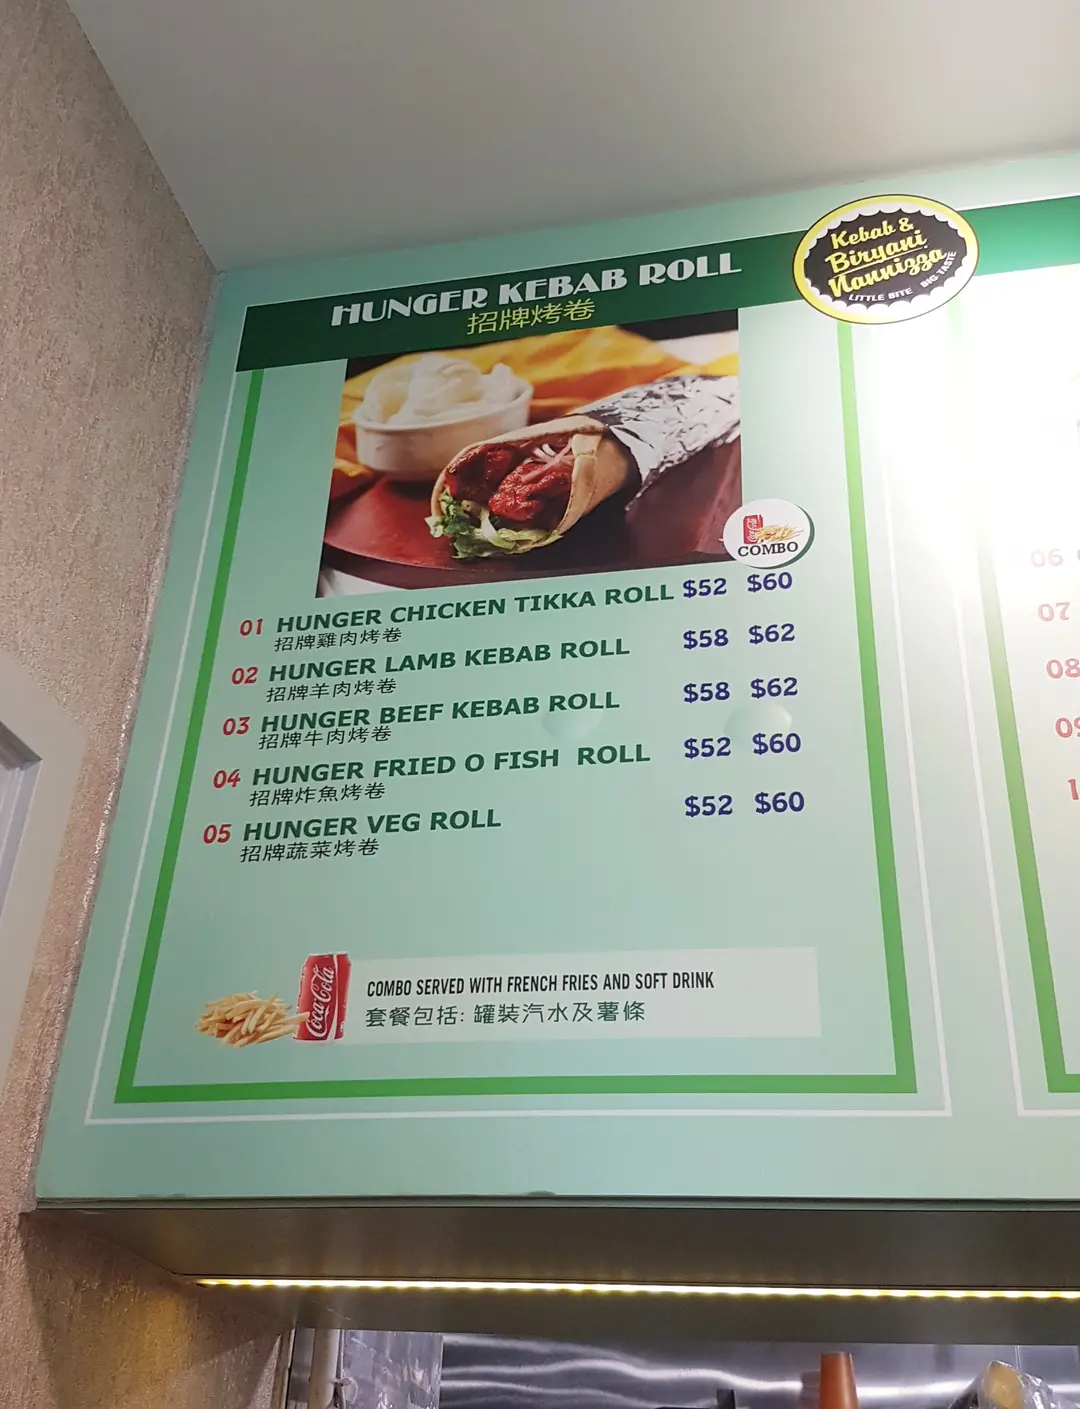 Kebab &
Biryani
Nannizza
LITTLE BITE BIG TASTE
HUNGER KEBAB ROLL
招牌烤卷
COMBO
01 HUNGER CHICKEN TIKKA ROLL $52 $60
招牌雞肉烤卷
02 HUNGER LAMB KEBAB ROLL $58 $62
招牌羊肉烤卷
03 HUNGER BEEF KEBAB ROLL $58 $62
招牌牛肉烤卷
04 HUNGER FRIED O FISH ROLL $52 $60
招牌炸魚烤卷
05 HUNGER VEG ROLL $52 $60
招牌蔬菜烤卷
Coca-Cola
COMBO SERVED WITH FRENCH FRIES AND SOFT DRINK
套餐包括: 罐裝汽水及薯條
06
07
08